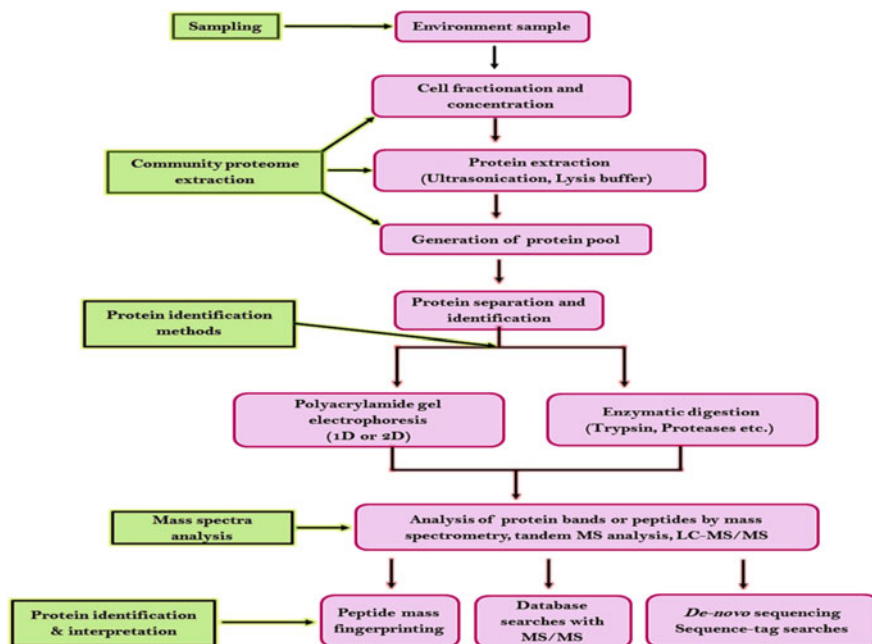 Sampling
Environment sample
Cell fractionation and
concentration
Community proteome
extraction
Protein extraction
(Ultrasonication, Lysis buffer)
Generation of protein pool
Protein separation and
identification
Protein identification
methods
Polyacrylamide gel
electrophoresis
(1D or 2D)
Enzymatic digestion
(Trypsin, Proteases etc.)
Mass spectra
analysis
Analysis of protein bands or peptides by mass
spectrometry, tandem MS analysis, LC-MS/MS
Protein identification
& interpretation
Peptide mass
fingerprinting
Database
searches with
MS/MS
De-novo sequencing
Sequence-tag searches